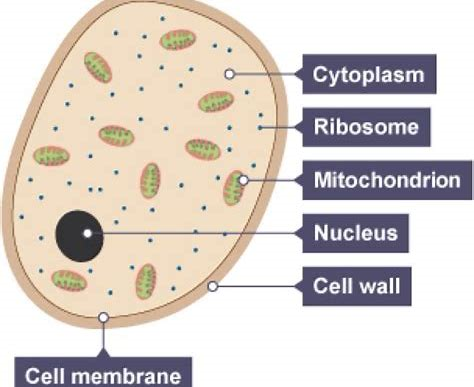 Cytoplasm
Ribosome
Mitochondrion
Nucleus
Cell wall
Cell membrane